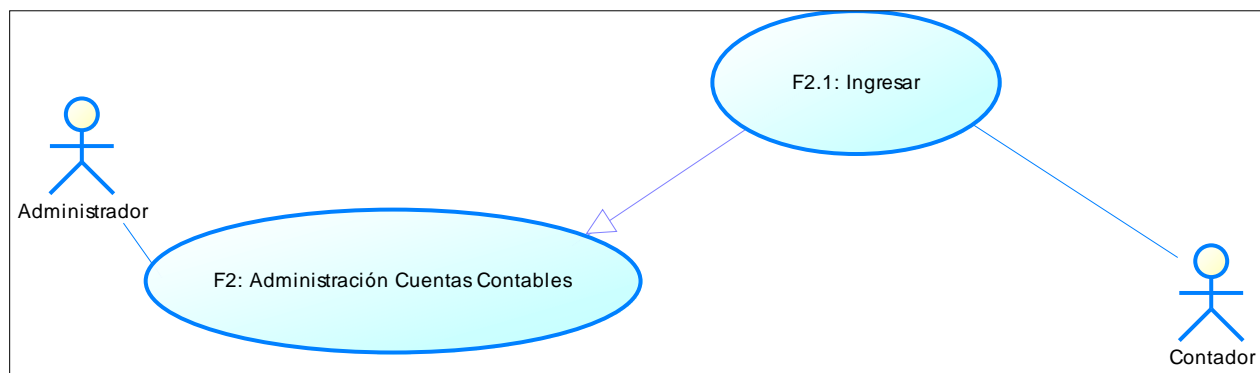 F2.1: Ingresar
Administrador
F2: Administración Cuentas Contables
Contador